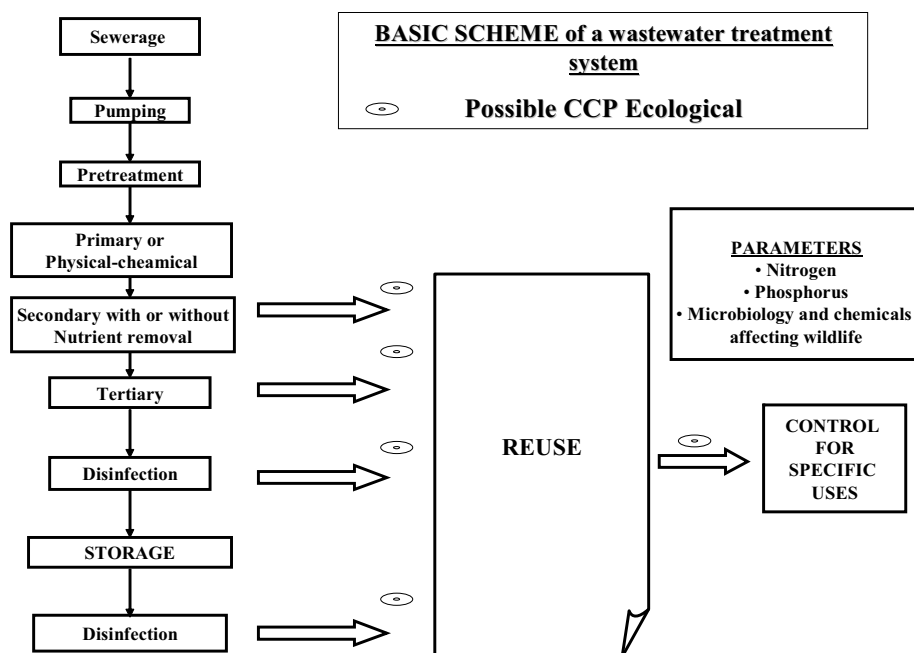 Sewerage
Pumping
Pretreatment
Primary or
Physical-cheamical
Secondary with or without
Nutrient removal
Tertiary
Disinfection
STORAGE
Disinfection
BASIC SCHEME of a wastewater treatment
system
Possible CCP Ecological
REUSE
PARAMETERS
• Nitrogen
• Phosphorus
• Microbiology and chemicals
affecting wildlife
CONTROL
FOR
SPECIFIC
USES